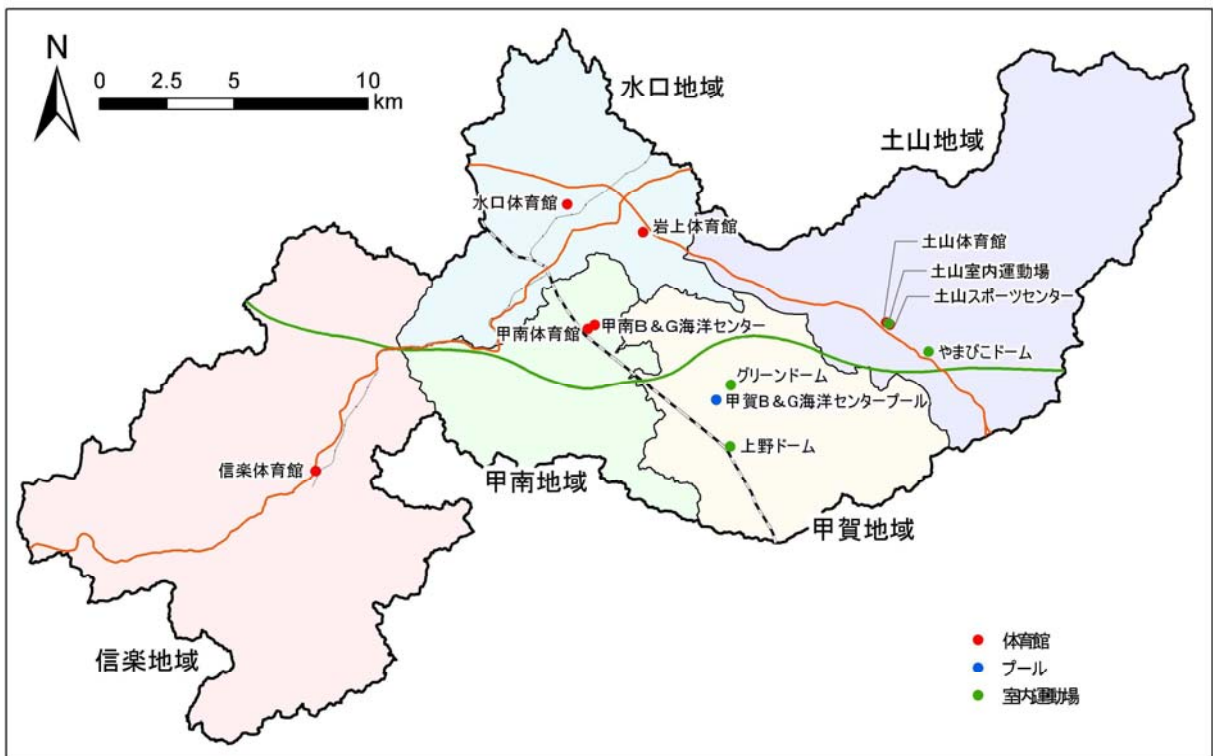 N
0 2.5 5 10
km
水口地域
土山地域
水口体育館
岩上体育館
土山体育館
土山室内運動場
土山スポーツセンター
甲南体育館
甲南B&G海洋センター
やまびこドーム
グリーンドーム
甲賀B&G海洋センタープール
上野ドーム
信楽体育館
甲南地域
甲賀地域
信楽地域
体育館
プール
室内運動場